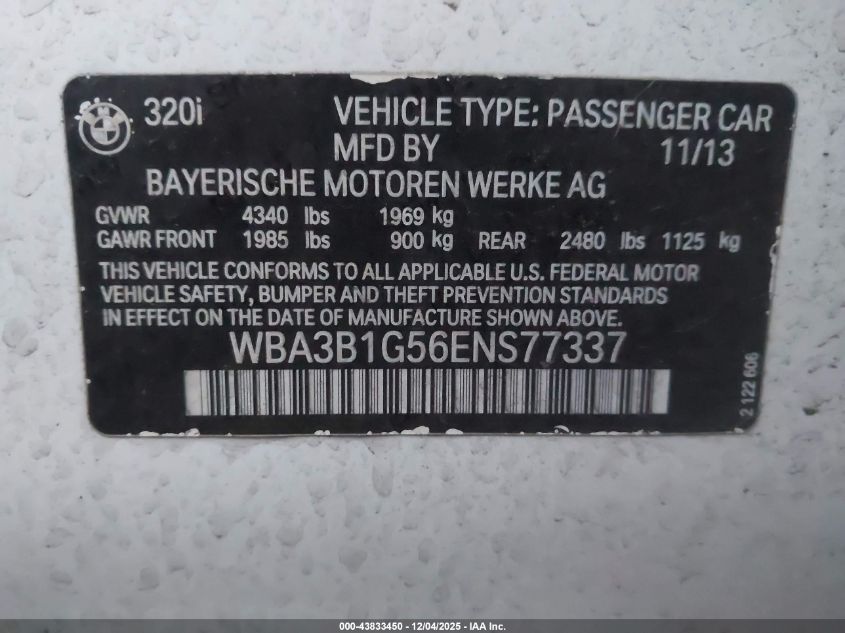 320i VEHICLE TYPE: PASSENGER CAR
MFD BY 11/13
BAYERISCHE MOTOREN WERKE AG
GVWR 4340 lbs 1969 kg
GAWR FRONT 1985 lbs 900 kg REAR 2480 lbs 1125 kg
THIS VEHICLE CONFORMS TO ALL APPLICABLE U.S. FEDERAL MOTOR
VEHICLE SAFETY, BUMPER AND THEFT PREVENTION STANDARDS
IN EFFECT ON THE DATE OF MANUFACTURE SHOWN ABOVE.
WBA3B1G56ENS77337
2 122 606
000-43833450 - 12/04/2025 - IAA Inc.